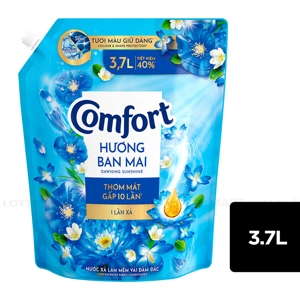 TƯƠI MÀU GIỮ DÁNG
COLOUR & SHAPE PROTECTION
3,7L TIẾT KIỆM 40%
Comfort
HƯƠNG
BAN MAI
DAWNING SUNSHINE
THƠM MÁT
GẤP 10 LẦN
1 LẦN XẢ
NƯỚC XẢ LÀM MỀM VẢI ĐẬM ĐẶC
3.7L